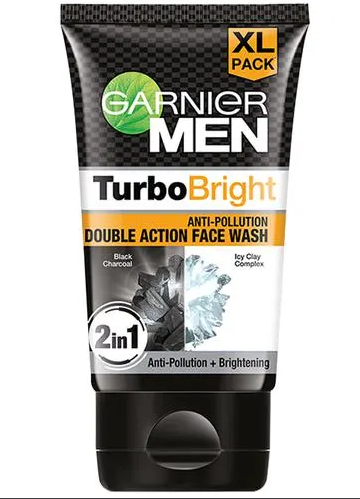 XL
PACK
GARNIER
MEN
TurboBright
ANTI-POLLUTION
DOUBLE ACTION FACE WASH
Black
Charcoal
Icy Clay
Complex
2in1
Anti-Pollution + Brightening